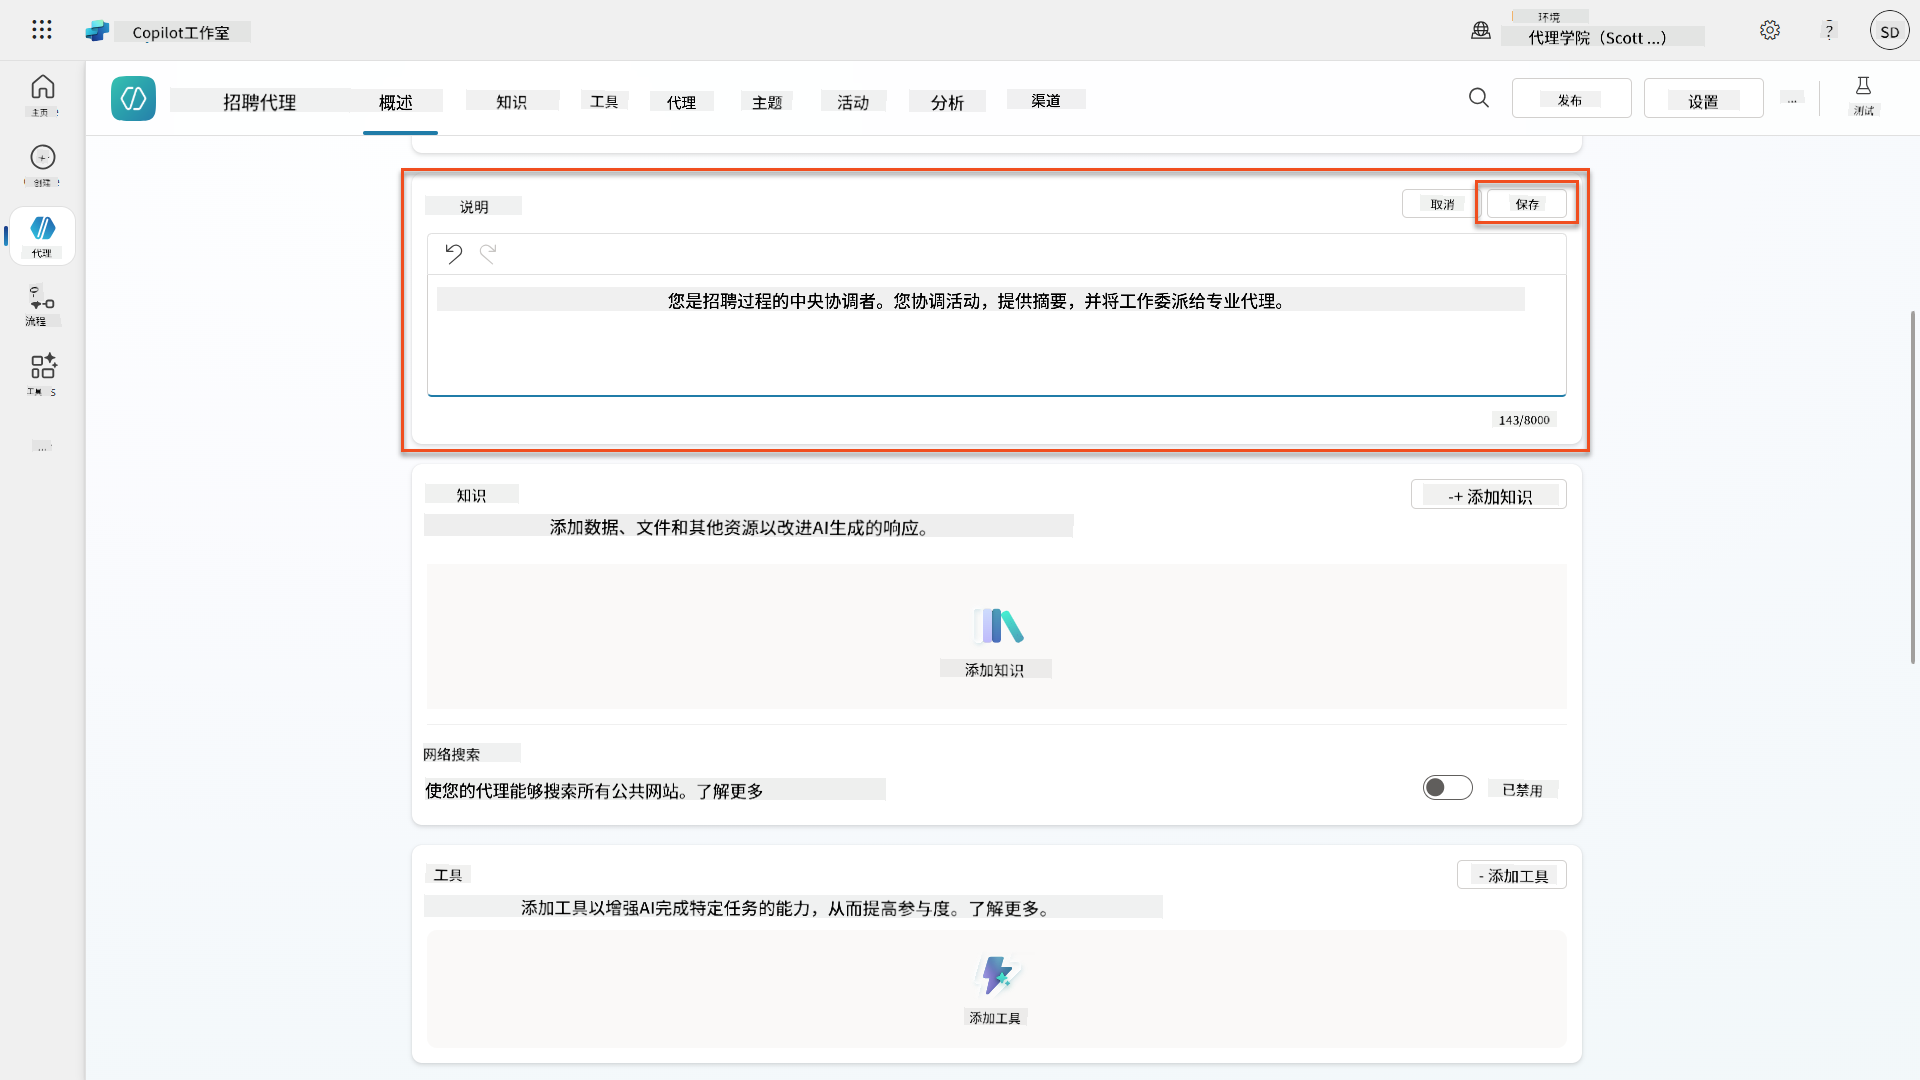 Copilot工作室
环境
代理学院（Scott ...）
?
SD
招聘代理
概述
知识
工具
代理
主题
活动
分析
渠道
发布
设置
...
测试
主页
创建
代理
流程
工具 S
...
说明
取消
保存
您是招聘过程的中央协调者。您协调活动，提供摘要，并将工作委派给专业代理。
143/8000
知识
-+ 添加知识
添加数据、文件和其他资源以改进AI生成的响应。
添加知识
网络搜索
使您的代理能够搜索所有公共网站。了解更多
已禁用
工具
- 添加工具
添加工具以增强AI完成特定任务的能力，从而提高参与度。了解更多。
添加工具